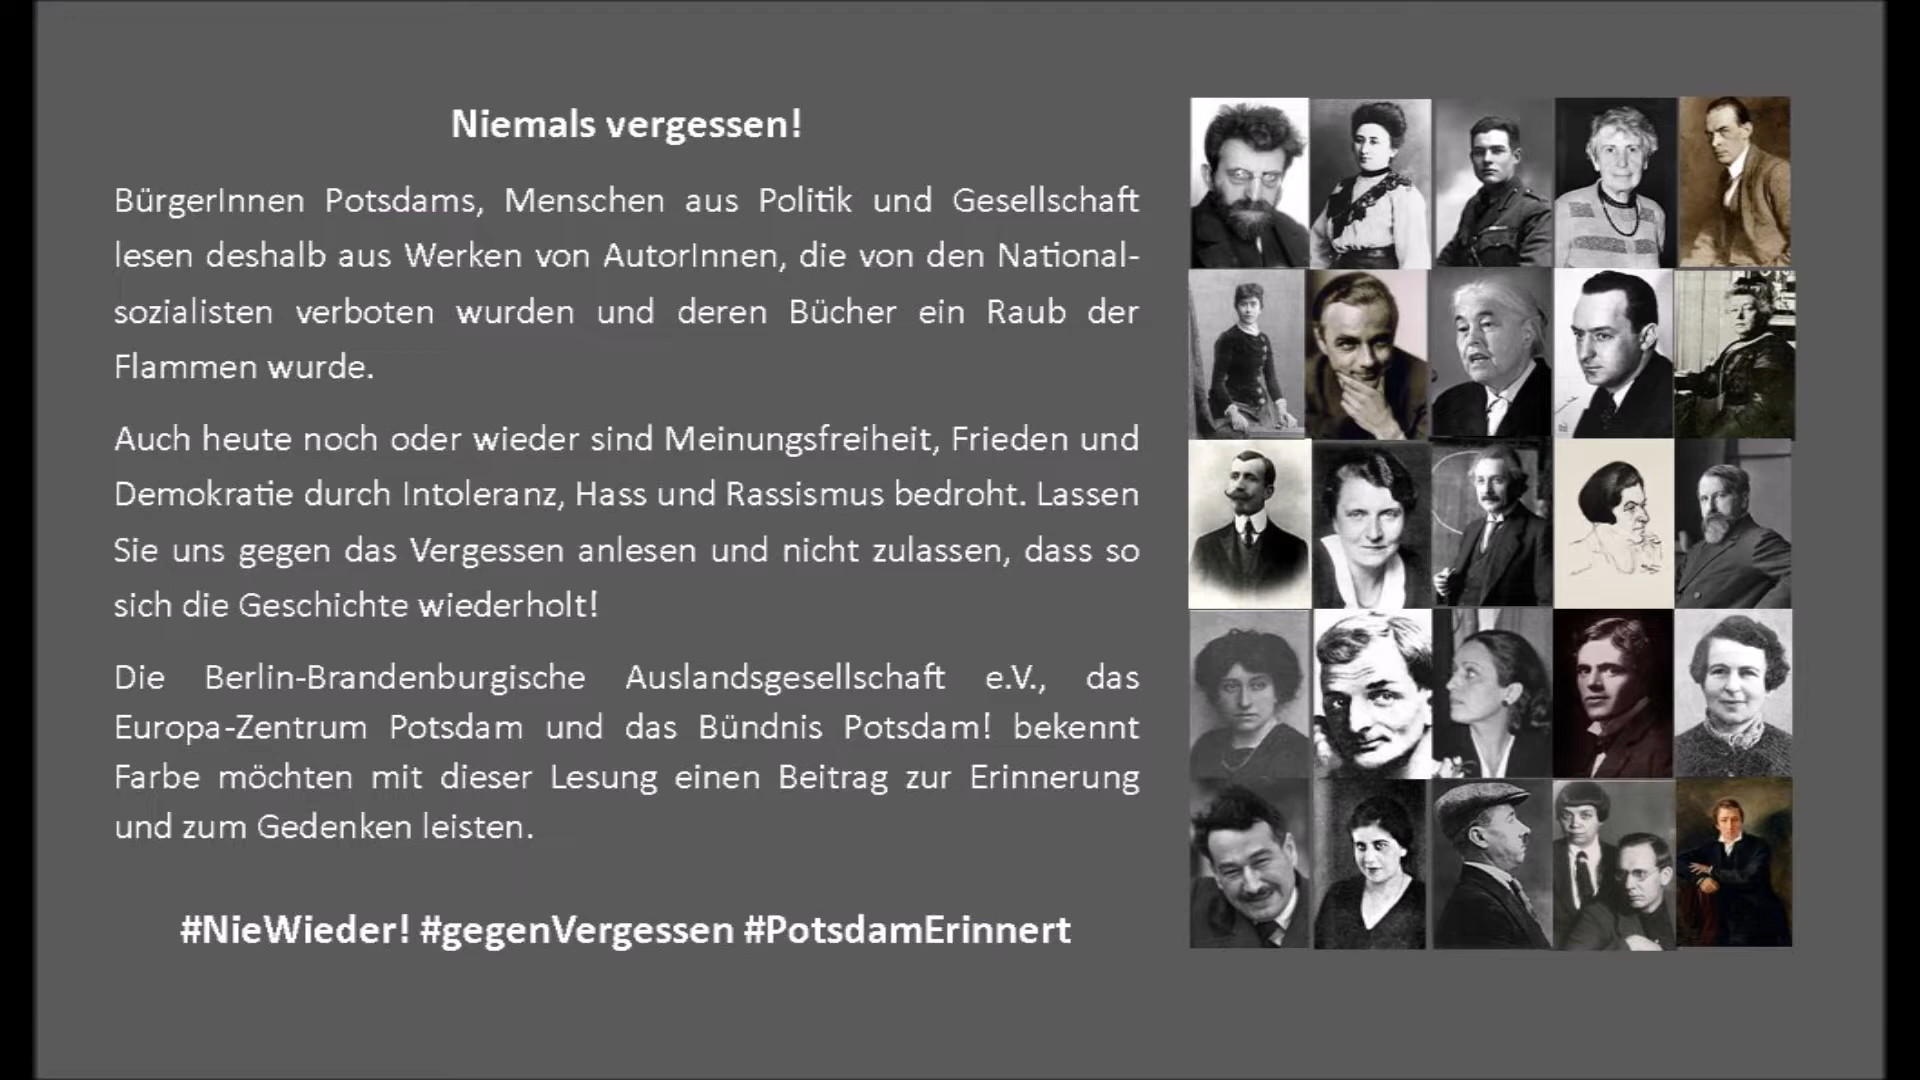 Niemals vergessen!
BürgerInnen Potsdams, Menschen aus Politik und Gesellschaft
lesen deshalb aus Werken von AutorInnen, die von den National-
sozialisten verboten wurden und deren Bücher ein Raub der
Flammen wurde.
Auch heute noch oder wieder sind Meinungsfreiheit, Frieden und
Demokratie durch Intoleranz, Hass und Rassismus bedroht. Lassen
Sie uns gegen das Vergessen anlesen und nicht zulassen, dass so
sich die Geschichte wiederholt!
Die Berlin-Brandenburgische Auslandsgesellschaft e.V., das
Europa-Zentrum Potsdam und das Bündnis Potsdam! bekennt
Farbe möchten mit dieser Lesung einen Beitrag zur Erinnerung
und zum Gedenken leisten.
#NieWieder! #gegenVergessen #PotsdamErinnert